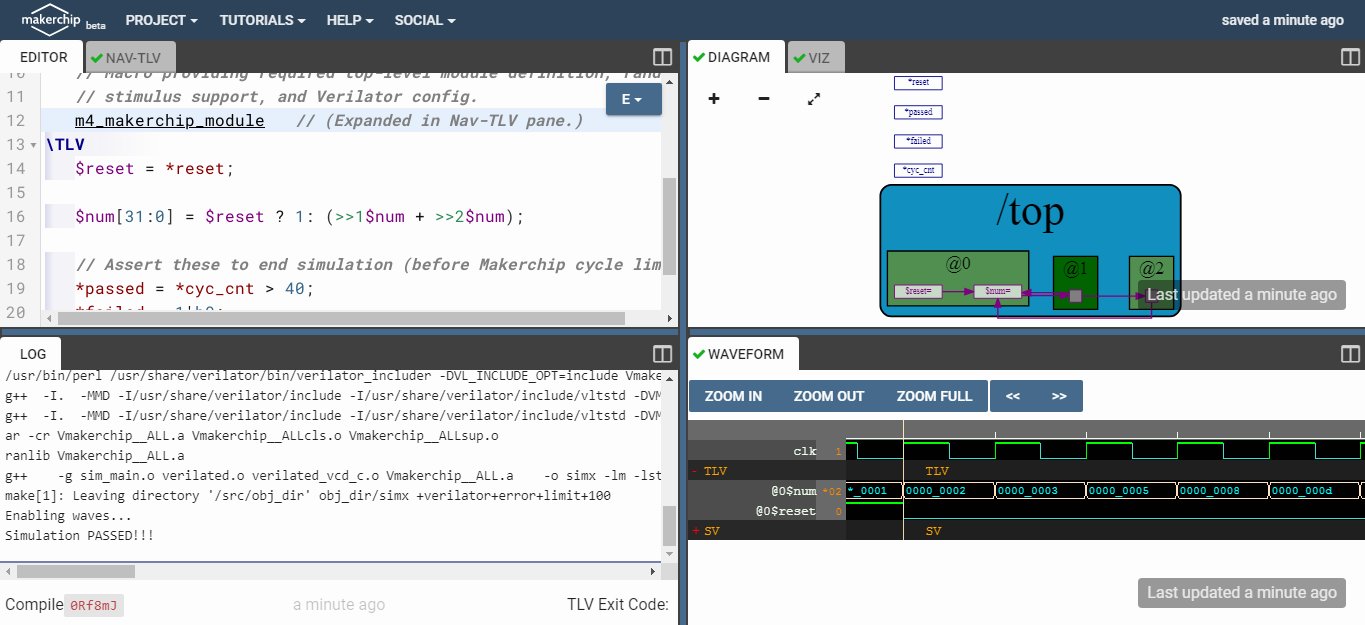 makerchip beta PROJECT TUTORIALS HELP SOCIAL saved a minute ago
EDITOR NAV-TLV
10 // Macro providing required top-level module definition, rand
11 // stimulus support, and Verilator config.
E
12 m4_makerchip_module // (Expanded in Nav-TLV pane.)
13 \TLV
14 $reset = *reset;
15
16 $num[31:0] = $reset ? 1: (>>1$num + >>2$num);
17
18 // Assert these to end simulation (before Makerchip cycle lim
19 *passed = *cyc_cnt > 40;
20 *failed = 1'b0;
DIAGRAM VIZ
*reset
*passed
*failed
*cyc_cnt
/top
@0 @1 @2
$reset= $num=
Last updated a minute ago
LOG
/usr/bin/perl /usr/share/verilator/bin/verilator_includer -DVL_INCLUDE_OPT=include Vmake
g++ -I. -MMD -I/usr/share/verilator/include -I/usr/share/verilator/include/vltstd -DVM
g++ -I. -MMD -I/usr/share/verilator/include -I/usr/share/verilator/include/vltstd -DVM
ar -cr Vmakerchip__ALL.a Vmakerchip__ALLcls.o Vmakerchip__ALLsup.o
ranlib Vmakerchip__ALL.a
g++ -g sim_main.o verilated.o verilated_vcd_c.o Vmakerchip__ALL.a -o simx -lm -lst
make[1]: Leaving directory '/src/obj_dir' obj_dir/simx +verilator+error+limit+100
Enabling waves...
Simulation PASSED!!!
Compile 0Rf8mJ a minute ago TLV Exit Code:
WAVEFORM
ZOOM IN ZOOM OUT ZOOM FULL << >>
clk 1
- TLV TLV
@0$num *02 *_0001 0000_0002 0000_0003 0000_0005 0000_0008 0000_000d
@0$reset 0
+ SV SV
Last updated a minute ago